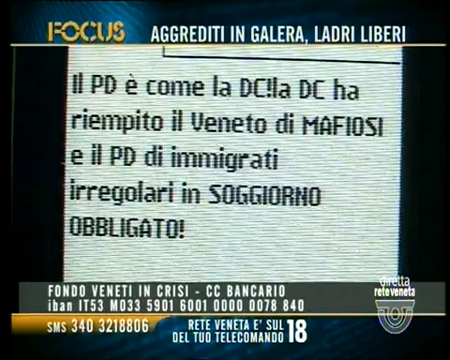 FOCUS AGGREDITI IN GALERA, LADRI LIBERI
Il PD è come la DC!la DC ha
riempito il Veneto di MAFIOSI
e il PD di immigrati
irregolari in SOGGIORNO
OBBLIGATO!
FONDO VENETI IN CRISI - CC BANCARIO
iban IT53 M033 5901 6001 0000 0078 840
diretta
reteveneta
SMS 340 3218806
RETE VENETA E' SUL
DEL TUO TELECOMANDO 18